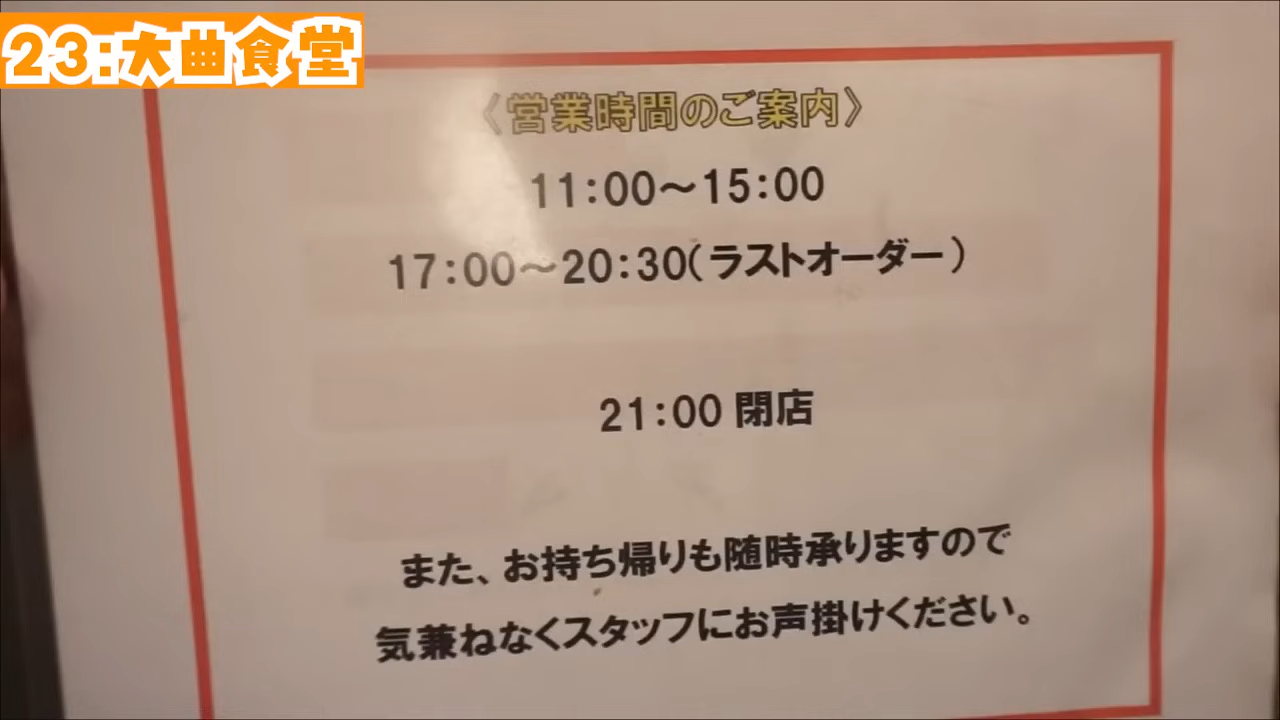 23:大曲食堂
〈営業時間のご案内〉
11:00～15:00
17:00～20:30(ラストオーダー)
21:00 閉店
また、お持ち帰りも随時承りますので
気兼ねなくスタッフにお声掛けください。